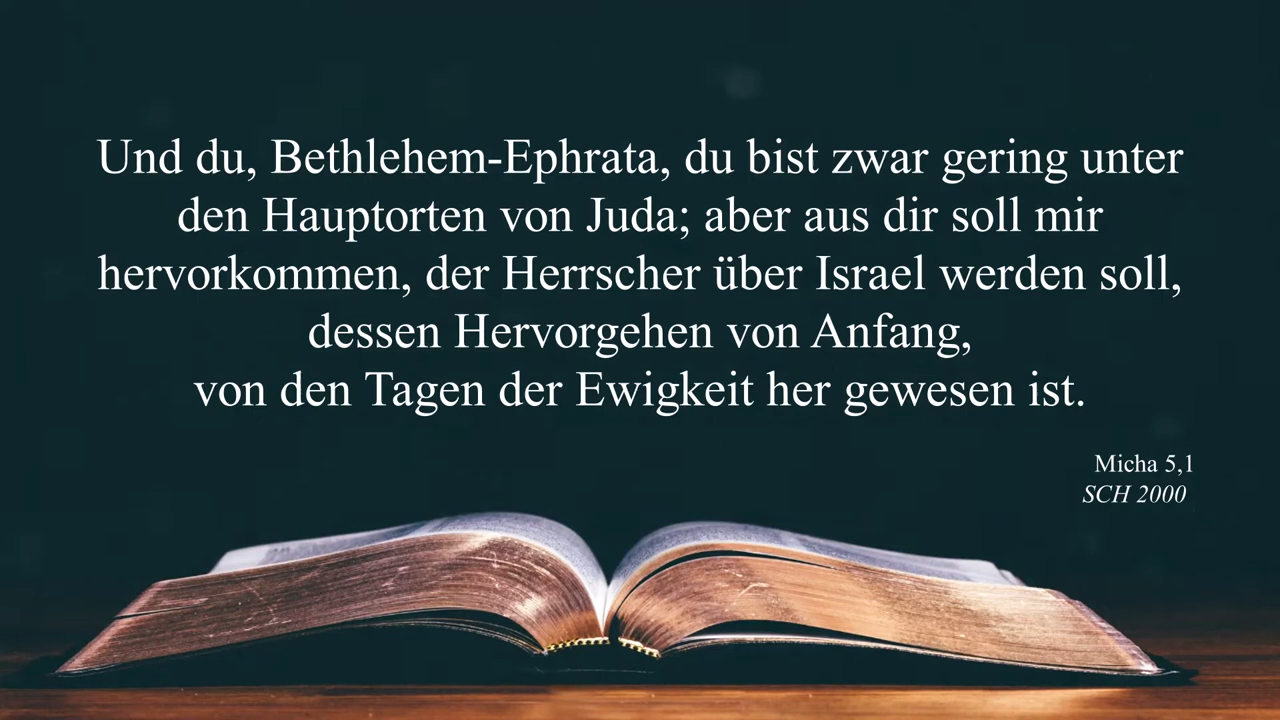 Und du, Bethlehem-Ephrata, du bist zwar gering unter
den Hauptorten von Juda; aber aus dir soll mir
hervorkommen, der Herrscher über Israel werden soll,
dessen Hervorgehen von Anfang,
von den Tagen der Ewigkeit her gewesen ist.
Micha 5,1
SCH 2000